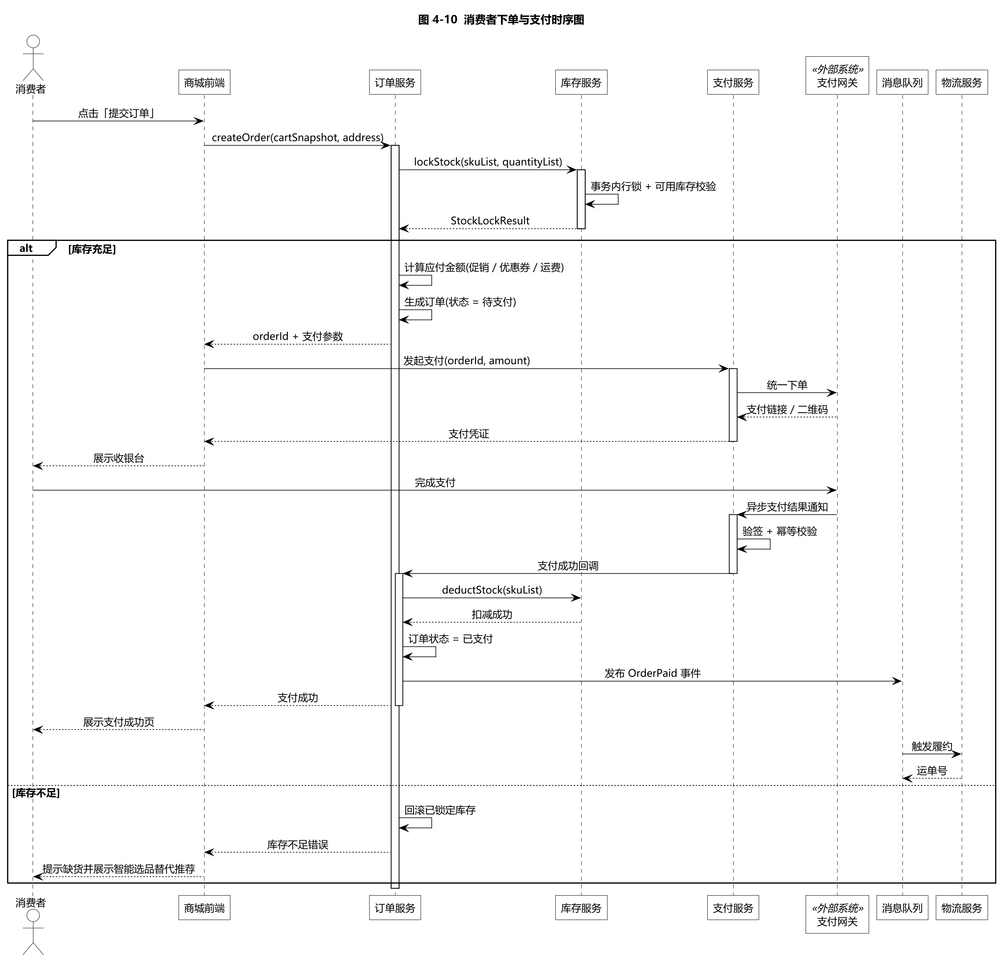 图 4-10  消费者下单与支付时序图
消费者
商城前端
订单服务
库存服务
支付服务
«外部系统»
支付网关
消息队列
物流服务
点击「提交订单」
createOrder(cartSnapshot, address)
lockStock(skuList, quantityList)
事务内行锁 + 可用库存校验
StockLockResult
alt
[库存充足]
计算应付金额(促销 / 优惠券 / 运费)
生成订单(状态 = 待支付)
orderId + 支付参数
发起支付(orderId, amount)
统一下单
支付链接 / 二维码
支付凭证
展示收银台
完成支付
异步支付结果通知
验签 + 幂等校验
支付成功回调
deductStock(skuList)
扣减成功
订单状态 = 已支付
发布 OrderPaid 事件
支付成功
展示支付成功页
触发履约
运单号
[库存不足]
回滚已锁定库存
库存不足错误
提示缺货并展示智能选品替代推荐
消费者
商城前端
订单服务
库存服务
支付服务
«外部系统»
支付网关
消息队列
物流服务